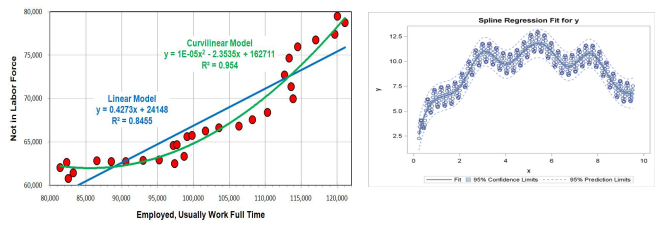 80,000
75,000
70,000
65,000
60,000
Not in Labor Force
Curvilinear Model
y = 1E-05x² - 2.3535x + 162711
R² = 0.954
Linear Model
y = 0.4273x + 24148
R² = 0.8455
80,000 85,000 90,000 95,000 100,000 105,000 110,000 115,000 120,000
Employed, Usually Work Full Time
Spline Regression Fit for y
12.5
10.0
7.5
5.0
2.5
y
0 2 4 6 8 10
x
Fit 95% Confidence Limits 95% Prediction Limits